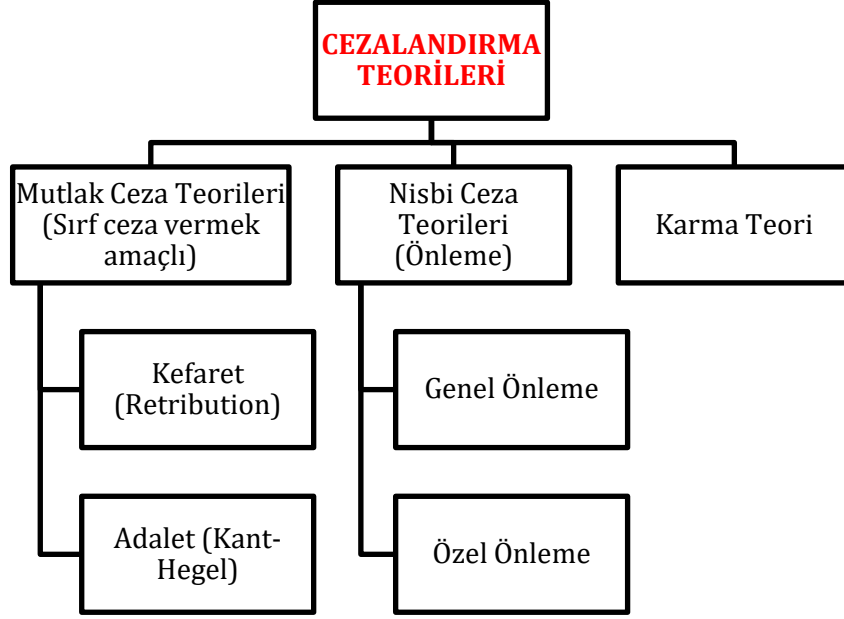 CEZALANDIRMA
TEORİLERİ
Mutlak Ceza Teorileri
(Sırf ceza vermek
amaçlı)
Nisbi Ceza
Teorileri
(Önleme)
Karma Teori
Kefaret
(Retribution)
Genel Önleme
Adalet (Kant-
Hegel)
Özel Önleme